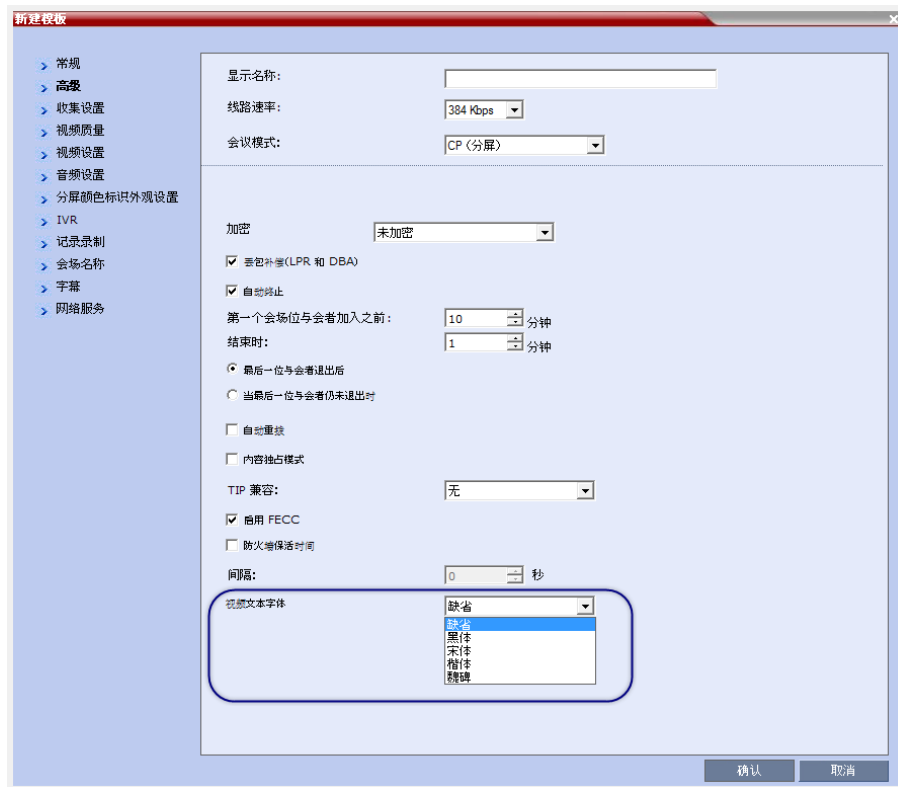 新建模板
常规
高级
收集设置
视频质量
视频设置
音频设置
分屏颜色标识外观设置
IVR
记录录制
会场名称
字幕
网络服务
显示名称:
线路速率: 384 Kbps
会议模式: CP (分屏)
加密 未加密
丢包补偿(LPR 和 DBA)
自动终止
第一个会场位与会者加入之前: 10 分钟
结束时: 1 分钟
最后一位与会者退出后
当最后一位与会者仍未退出时
自动重拨
内容独占模式
TIP 兼容: 无
启用 FECC
防火墙保活时间
间隔: 0 秒
视频文本字体 缺省
缺省
黑体
宋体
楷体
魏碑
确认 取消